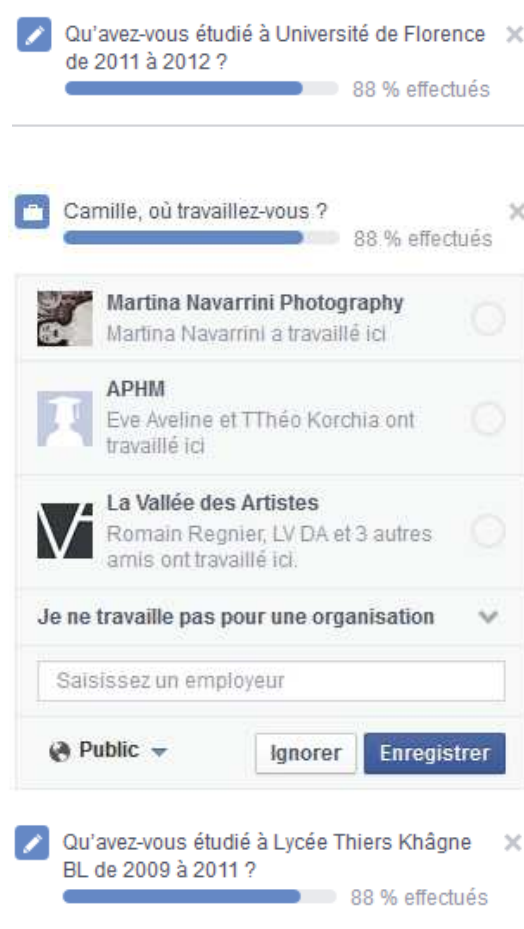 Qu'avez-vous étudié à Université de Florence
de 2011 à 2012 ?
88 % effectués
Camille, où travaillez-vous ?
88 % effectués
Martina Navarrini Photography
Martina Navarrini a travaillé ici
APHM
Eve Aveline et TThéo Korchia ont
travaillé ici
La Vallée des Artistes
Romain Regnier, LV DA et 3 autres
amis ont travaillé ici.
Je ne travaille pas pour une organisation
Saisissez un employeur
Public
Ignorer
Enregistrer
Qu'avez-vous étudié à Lycée Thiers Khâgne
BL de 2009 à 2011 ?
88 % effectués